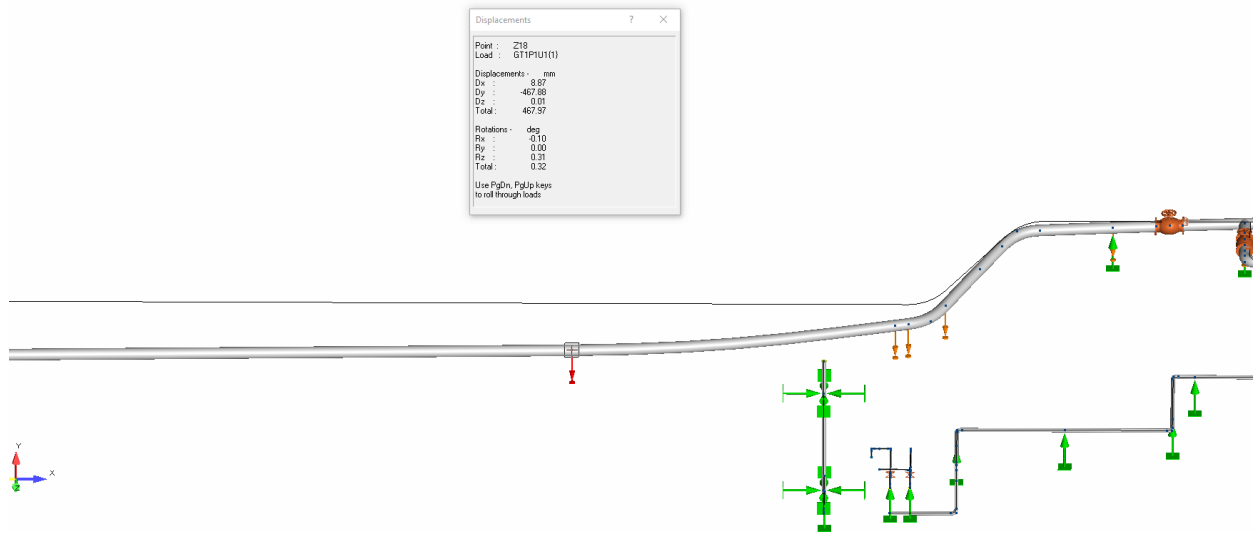 Displacements ? ×
Point : Z18
Load : GT1P1U1{1}
Displacements - mm
Dx : 8.87
Dy : -467.88
Dz : 0.01
Total : 467.97
Rotations - deg
Rx : -0.10
Ry : 0.00
Rz : 0.31
Total : 0.32
Use PgDn, PgUp keys
to roll through loads
Y
X
Z